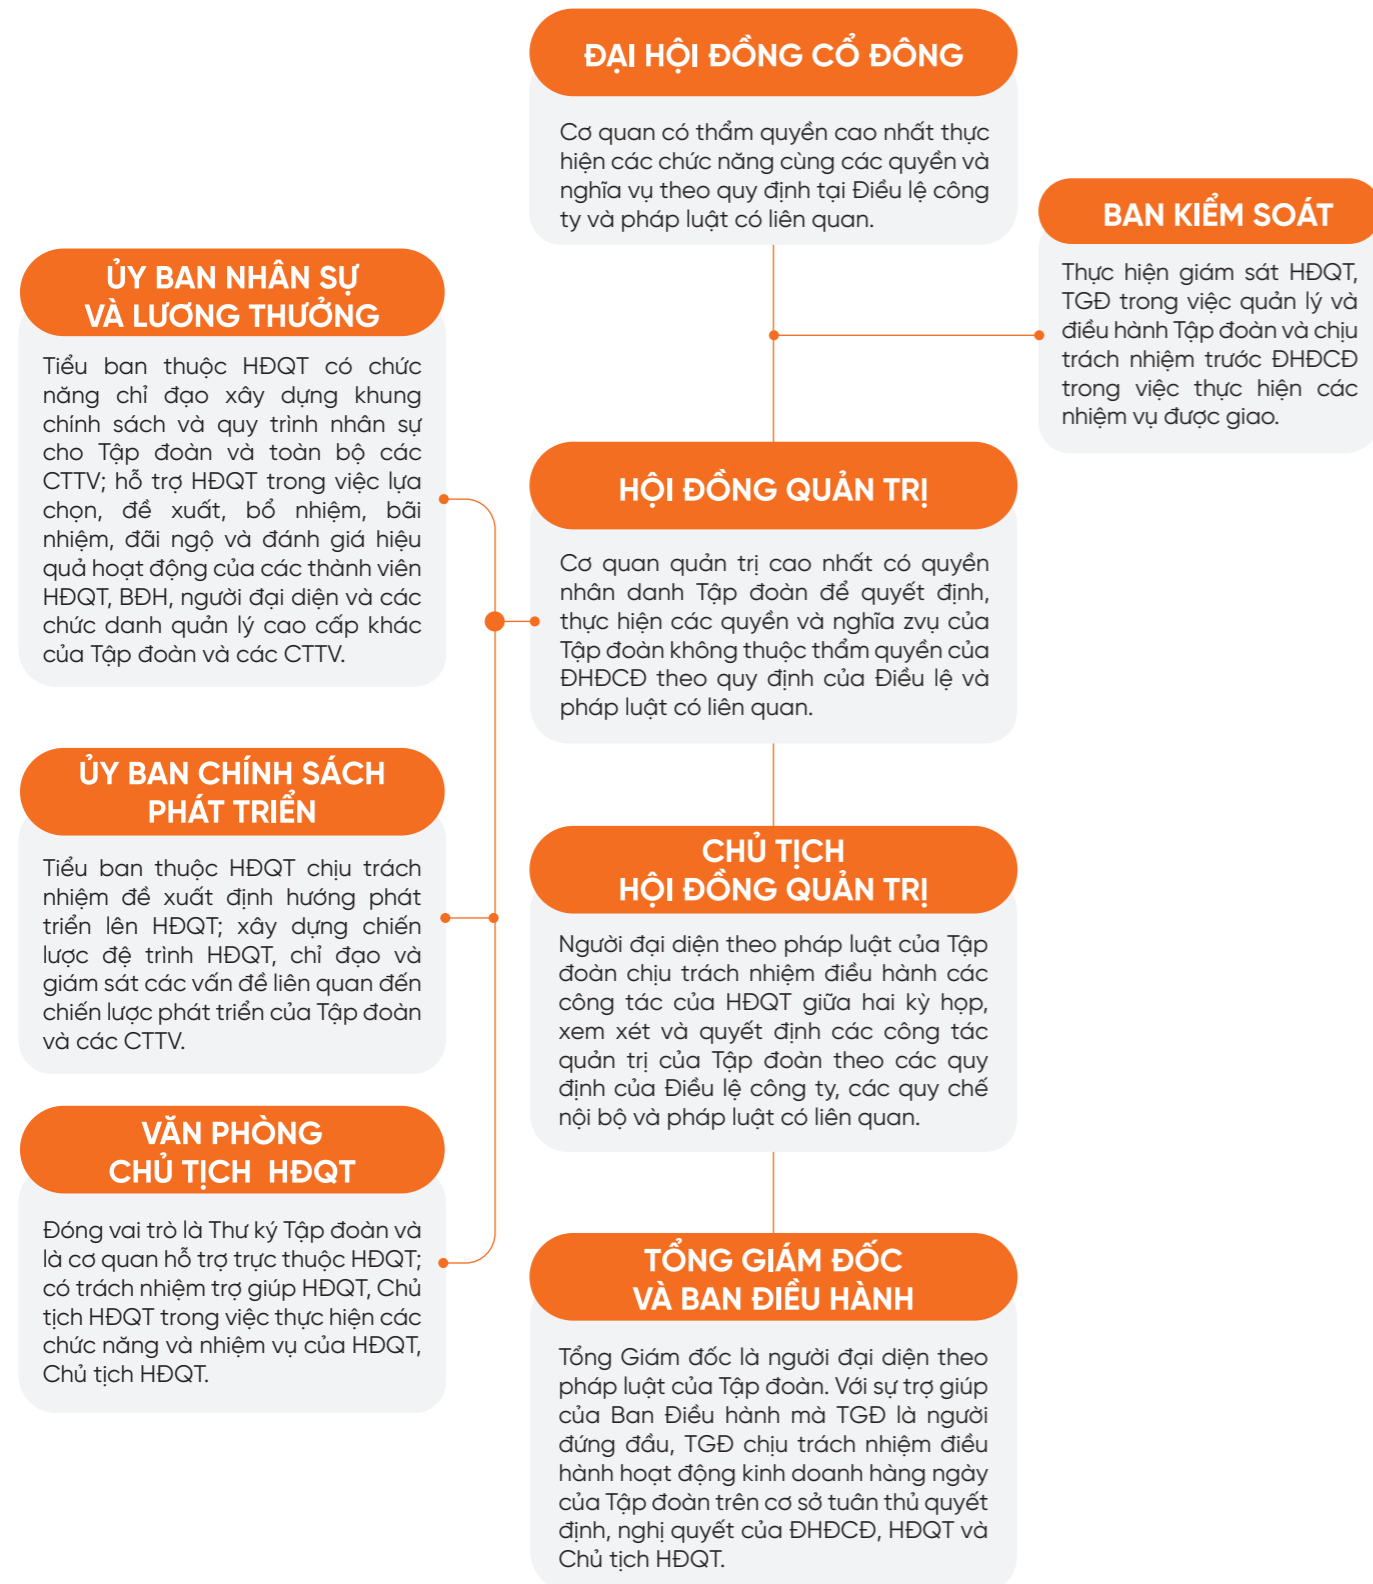 ĐẠI HỘI ĐỒNG CỔ ĐÔNG
Cơ quan có thẩm quyền cao nhất thực
hiện các chức năng cùng các quyền và
nghĩa vụ theo quy định tại Điều lệ công
ty và pháp luật có liên quan.
BAN KIỂM SOÁT
Thực hiện giám sát HĐQT,
TGĐ trong việc quản lý và
điều hành Tập đoàn và chịu
trách nhiệm trước ĐHĐCĐ
trong việc thực hiện các
nhiệm vụ được giao.
ỦY BAN NHÂN SỰ
VÀ LƯƠNG THƯỞNG
Tiểu ban thuộc HĐQT có chức
năng chỉ đạo xây dựng khung
chính sách và quy trình nhân sự
cho Tập đoàn và toàn bộ các
CTTV; hỗ trợ HĐQT trong việc lựa
chọn, đề xuất, bổ nhiệm, bãi
nhiệm, đãi ngộ và đánh giá hiệu
quả hoạt động của các thành viên
HĐQT, BĐH, người đại diện và các
chức danh quản lý cao cấp khác
của Tập đoàn và các CTTV.
HỘI ĐỒNG QUẢN TRỊ
Cơ quan quản trị cao nhất có quyền
nhân danh Tập đoàn để quyết định,
thực hiện các quyền và nghĩa zvụ của
Tập đoàn không thuộc thẩm quyền của
ĐHĐCĐ theo quy định của Điều lệ và
pháp luật có liên quan.
ỦY BAN CHÍNH SÁCH
PHÁT TRIỂN
Tiểu ban thuộc HĐQT chịu trách
nhiệm đề xuất định hướng phát
triển lên HĐQT; xây dựng chiến
lược đệ trình HĐQT, chỉ đạo và
giám sát các vấn đề liên quan đến
chiến lược phát triển của Tập đoàn
và các CTTV.
CHỦ TỊCH
HỘI ĐỒNG QUẢN TRỊ
Người đại diện theo pháp luật của Tập
đoàn chịu trách nhiệm điều hành các
công tác của HĐQT giữa hai kỳ họp,
xem xét và quyết định các công tác
quản trị của Tập đoàn theo các quy
định của Điều lệ công ty, các quy chế
nội bộ và pháp luật có liên quan.
VĂN PHÒNG
CHỦ TỊCH HĐQT
Đóng vai trò là Thư ký Tập đoàn và
là cơ quan hỗ trợ trực thuộc HĐQT;
có trách nhiệm trợ giúp HĐQT, Chủ
tịch HĐQT trong việc thực hiện các
chức năng và nhiệm vụ của HĐQT,
Chủ tịch HĐQT.
TỔNG GIÁM ĐỐC
VÀ BAN ĐIỀU HÀNH
Tổng Giám đốc là người đại diện theo
pháp luật của Tập đoàn. Với sự trợ giúp
của Ban Điều hành mà TGĐ là người
đứng đầu, TGĐ chịu trách nhiệm điều
hành hoạt động kinh doanh hàng ngày
của Tập đoàn trên cơ sở tuân thủ quyết
định, nghị quyết của ĐHĐCĐ, HĐQT và
Chủ tịch HĐQT.